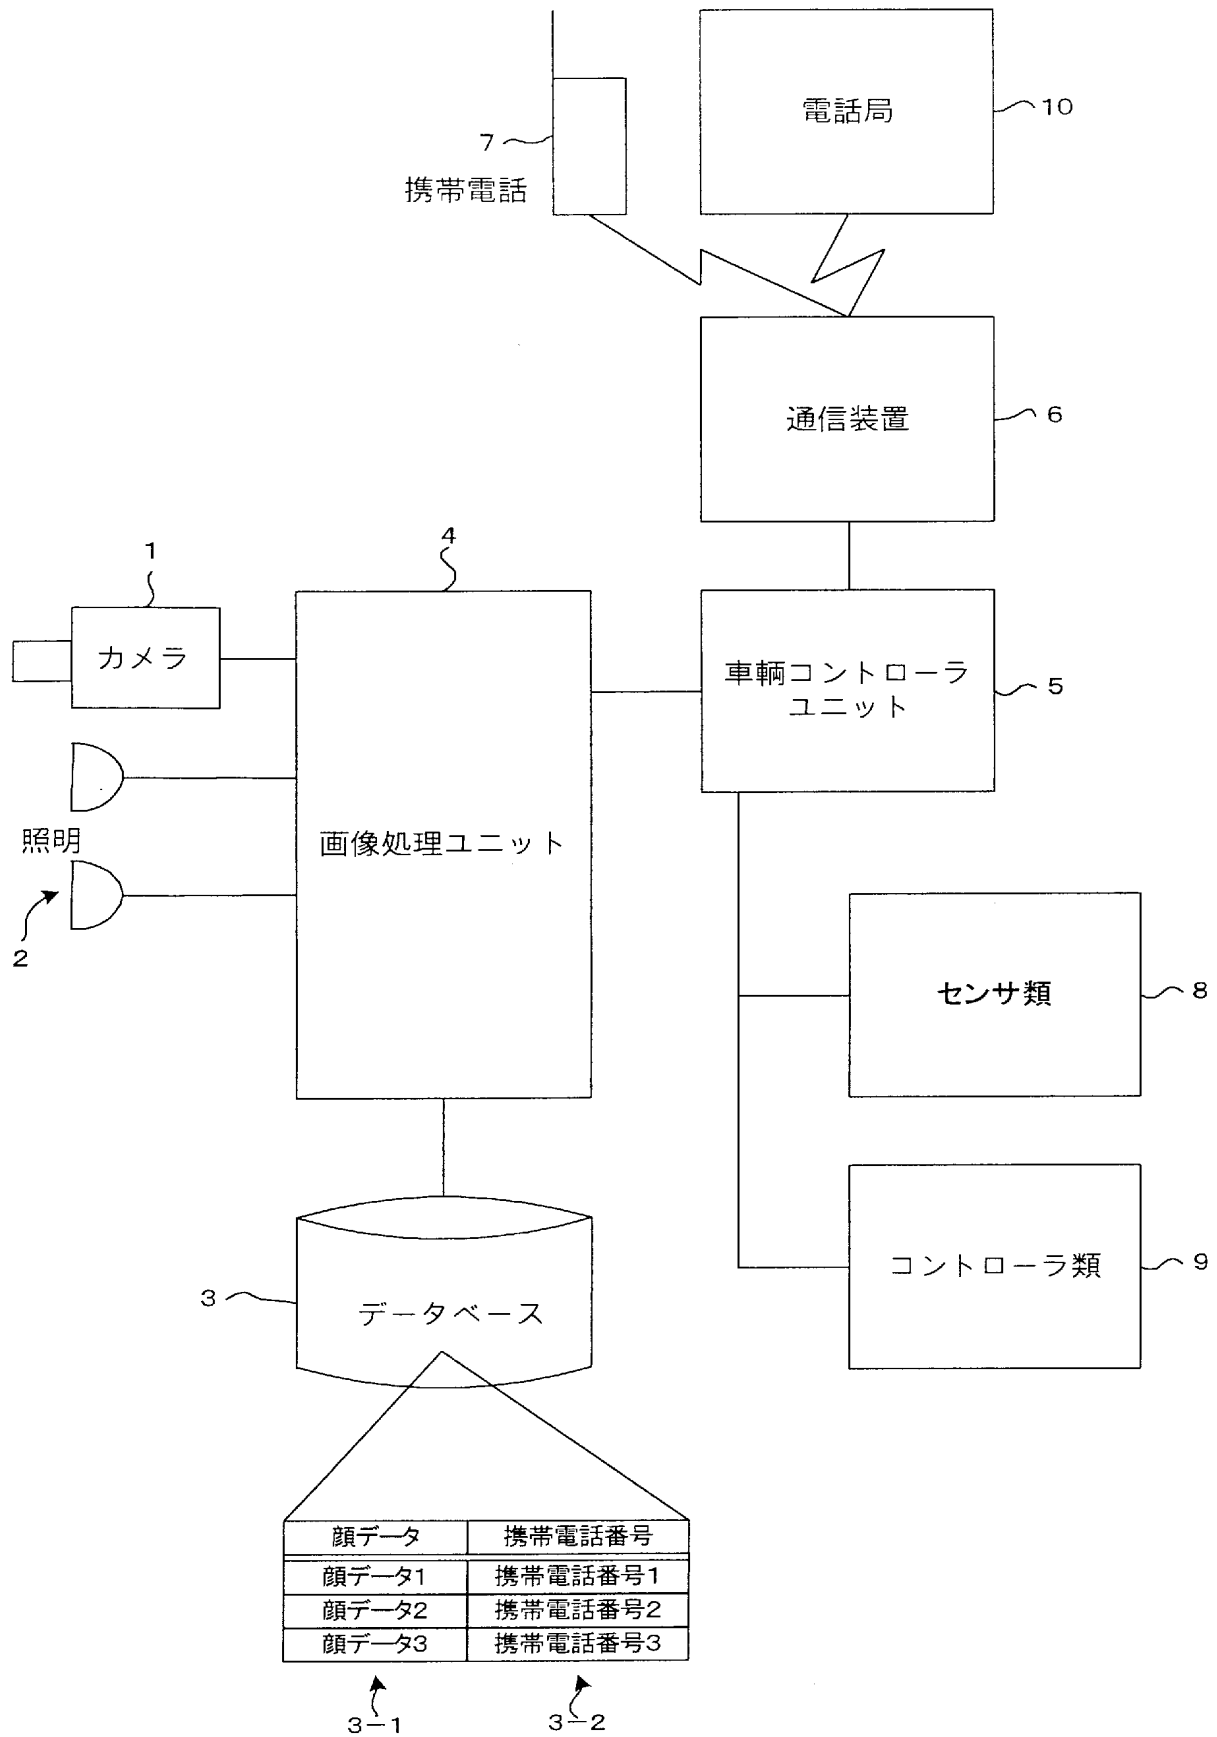 電話局
10
7
携帯電話
通信装置
6
1
4
カメラ
車輌コントローラ
ユニット
5
照明
画像処理ユニット
2
センサ類
8
コントローラ類
9
3
データベース
顔データ 携帯電話番号
顔データ1 携帯電話番号1
顔データ2 携帯電話番号2
顔データ3 携帯電話番号3
3-1
3-2